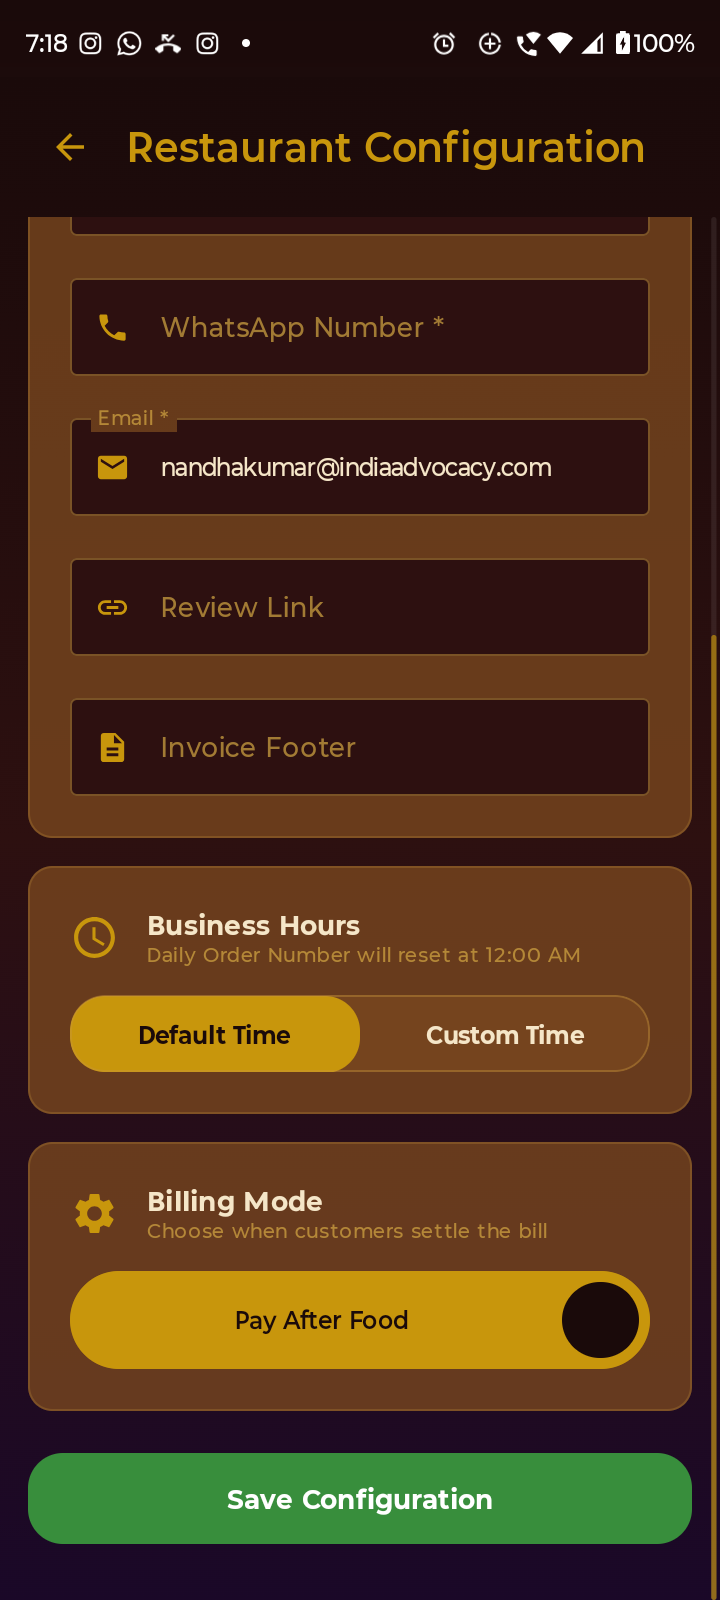 7:18
100%
Restaurant Configuration
WhatsApp Number *
Email *
nandhakumar@indiaadvocacy.com
Review Link
Invoice Footer
Business Hours
Daily Order Number will reset at 12:00 AM
Default Time
Custom Time
Billing Mode
Choose when customers settle the bill
Pay After Food
Save Configuration